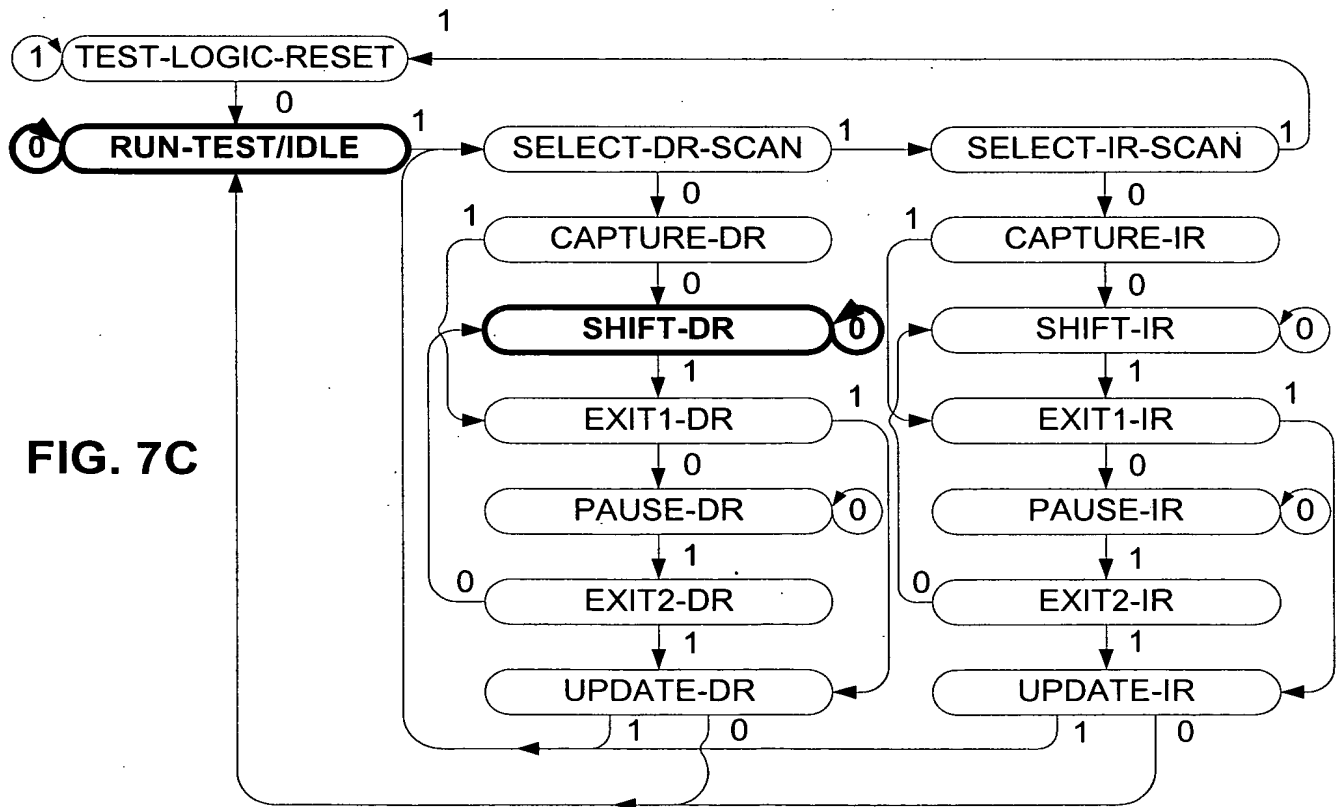 1
1 TEST-LOGIC-RESET
0
0 RUN-TEST/IDLE 1 SELECT-DR-SCAN 1 SELECT-IR-SCAN 1
0 0
1 CAPTURE-DR 1 CAPTURE-IR
0 0
SHIFT-DR 0 SHIFT-IR 0
1 1
EXIT1-DR 1 EXIT1-IR 1
FIG. 7C
0 0
PAUSE-DR 0 PAUSE-IR 0
1 1
0 EXIT2-DR 0 EXIT2-IR
1 1
UPDATE-DR UPDATE-IR
1 0 1 0